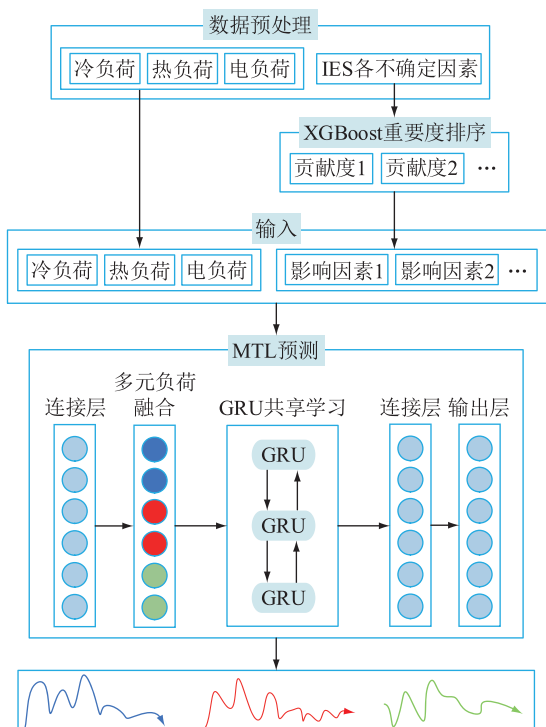 数据预处理
冷负荷 热负荷 电负荷 IES各不确定因素
XGBoost重要度排序
贡献度1 贡献度2 …
输入
冷负荷 热负荷 电负荷 影响因素1 影响因素2 …
MTL预测
连接层
多元负荷
融合
GRU共享学习
连接层
输出层
GRU
GRU
GRU